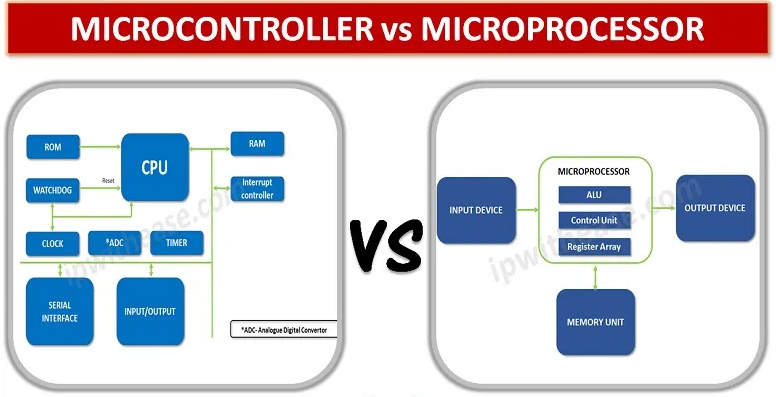 MICROCONTROLLER vs MICROPROCESSOR
ROM
CPU
RAM
Reset
WATCHDOG
Interrupt
controller
CLOCK
*ADC
TIMER
SERIAL
INTERFACE
INPUT/OUTPUT
*ADC- Analogue Digital Convertor
ipwithease.com
VS
MICROPROCESSOR
ALU
Control Unit
Register Array
INPUT DEVICE
OUTPUT DEVICE
MEMORY UNIT
ipwithease.com